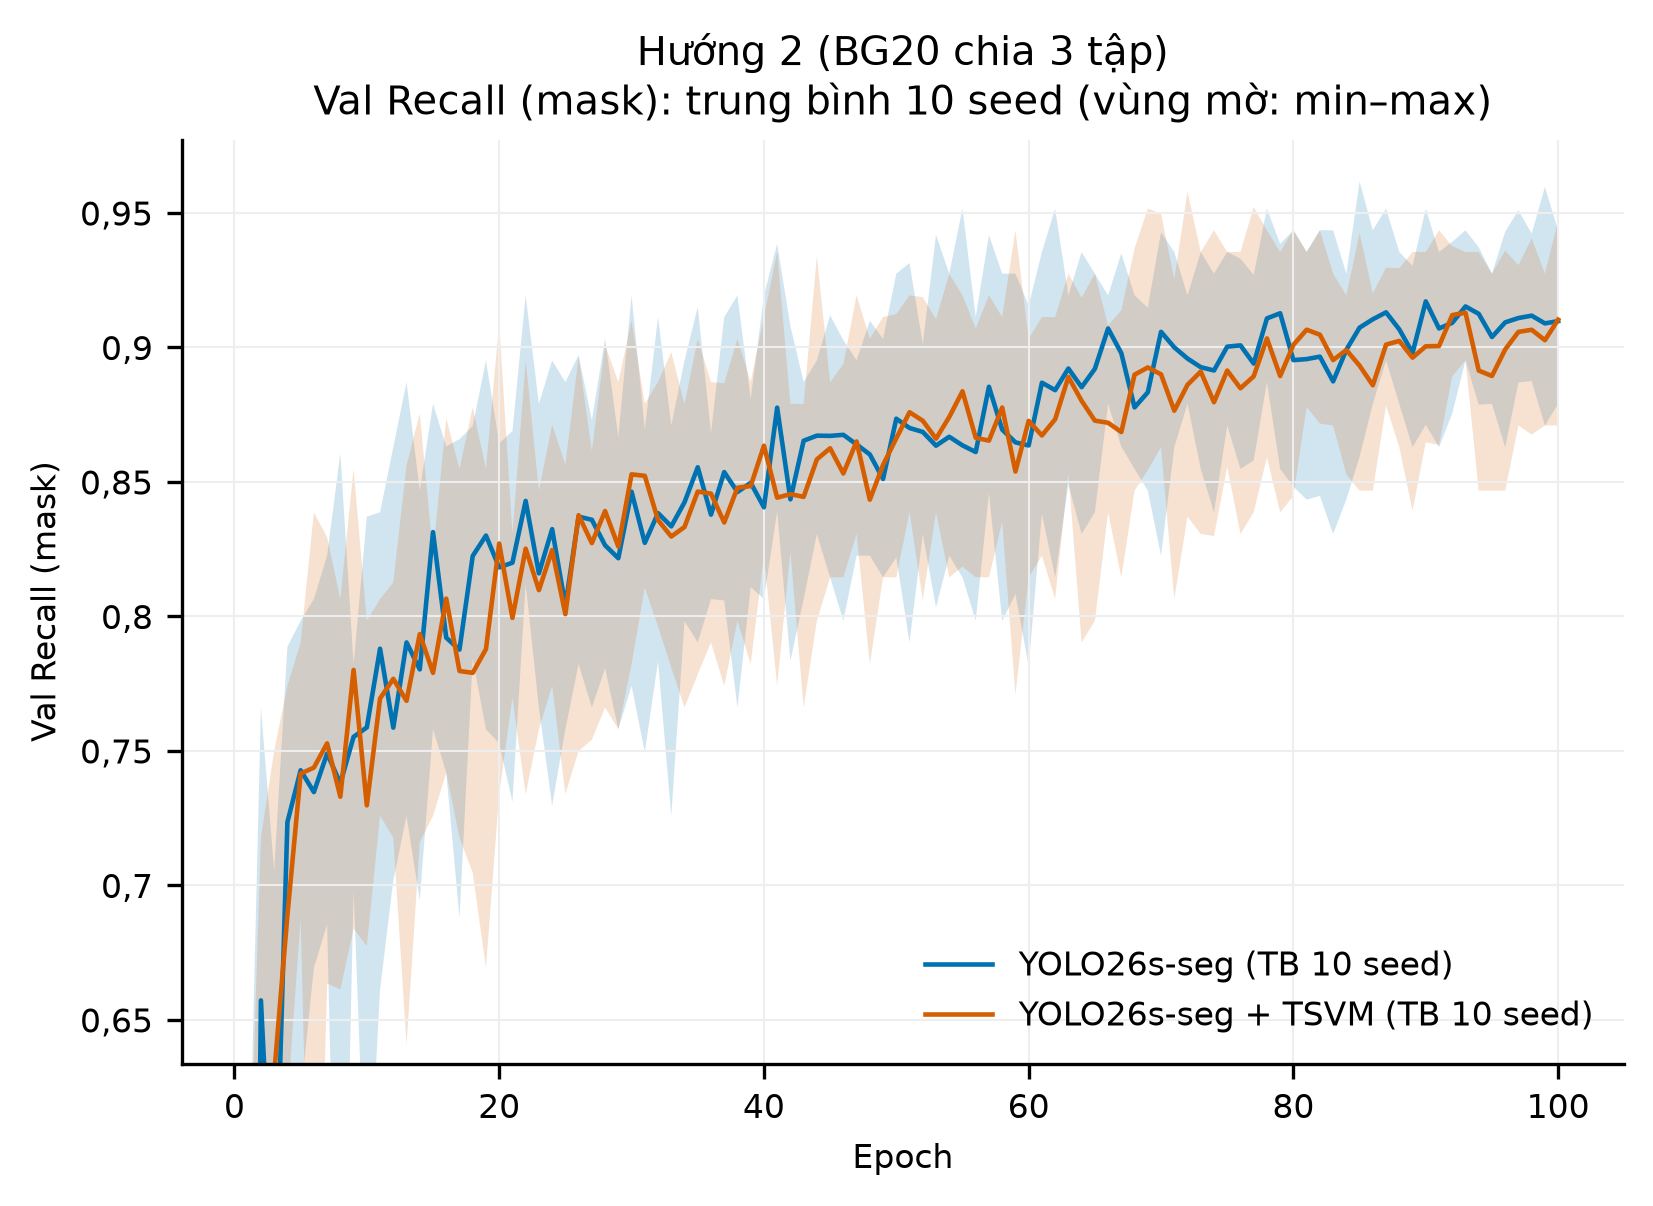 Hướng 2 (BG20 chia 3 tập)
Val Recall (mask): trung bình 10 seed (vùng mờ: min–max)
Val Recall (mask)
0,95
0,9
0,85
0,8
0,75
0,7
0,65
YOLO26s-seg (TB 10 seed)
YOLO26s-seg + TSVM (TB 10 seed)
0 20 40 60 80 100
Epoch